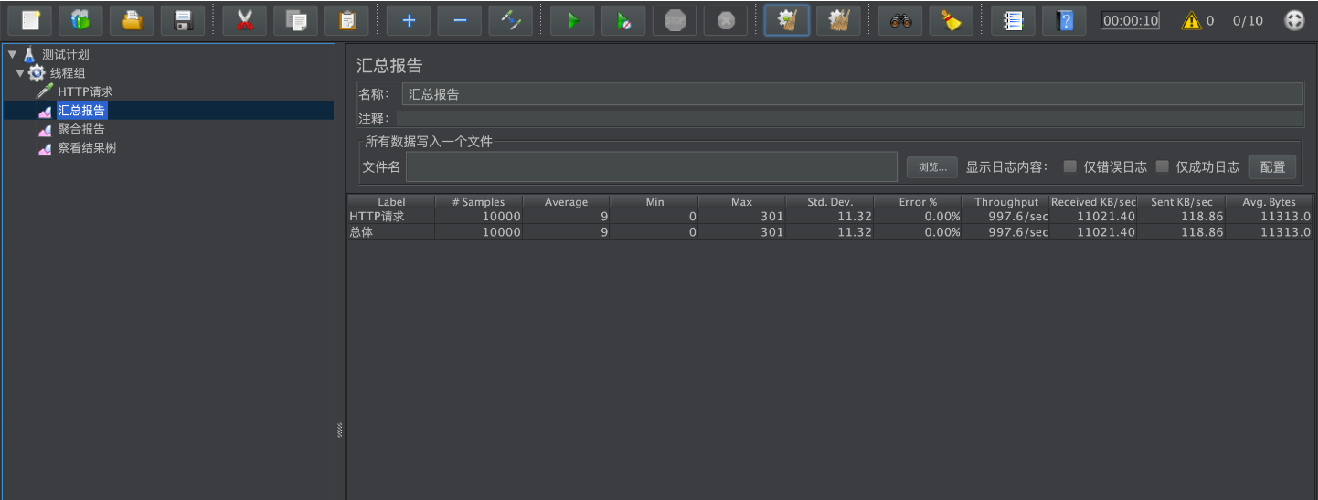 00:00:10 0 0/10
测试计划
线程组
HTTP请求
汇总报告
聚合报告
察看结果树
汇总报告
名称： 汇总报告
注释：
所有数据写入一个文件
文件名 浏览... 显示日志内容： 仅错误日志 仅成功日志 配置
Label # Samples Average Min Max Std. Dev. Error % Throughput Received KB/sec Sent KB/sec Avg. Bytes
HTTP请求 10000 9 0 301 11.32 0.00% 997.6/sec 11021.40 118.86 11313.0
总体 10000 9 0 301 11.32 0.00% 997.6/sec 11021.40 118.86 11313.0